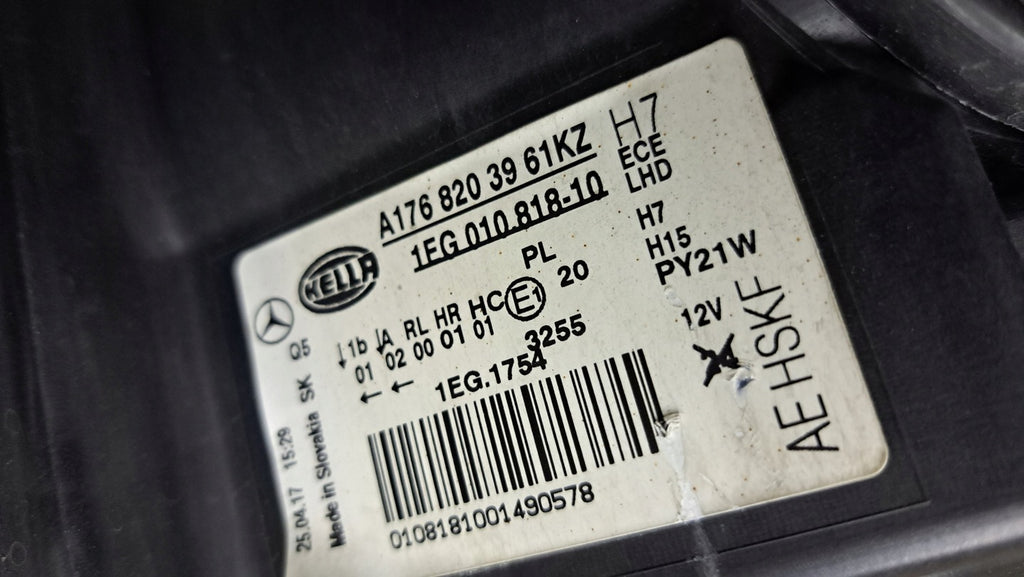 A176 820 39 61KZ
1EG 010.818-10
H7
ECE
LHD
HELLA
PL
E1
20
H7
H15
PY21W
12V
1b A RL HR HC
01 02 00 01 01
3255
← ←
1EG.1754
AE HSKF
0108181001490578
Q5
SK
25.04.17 15:29
Made in Slovakia